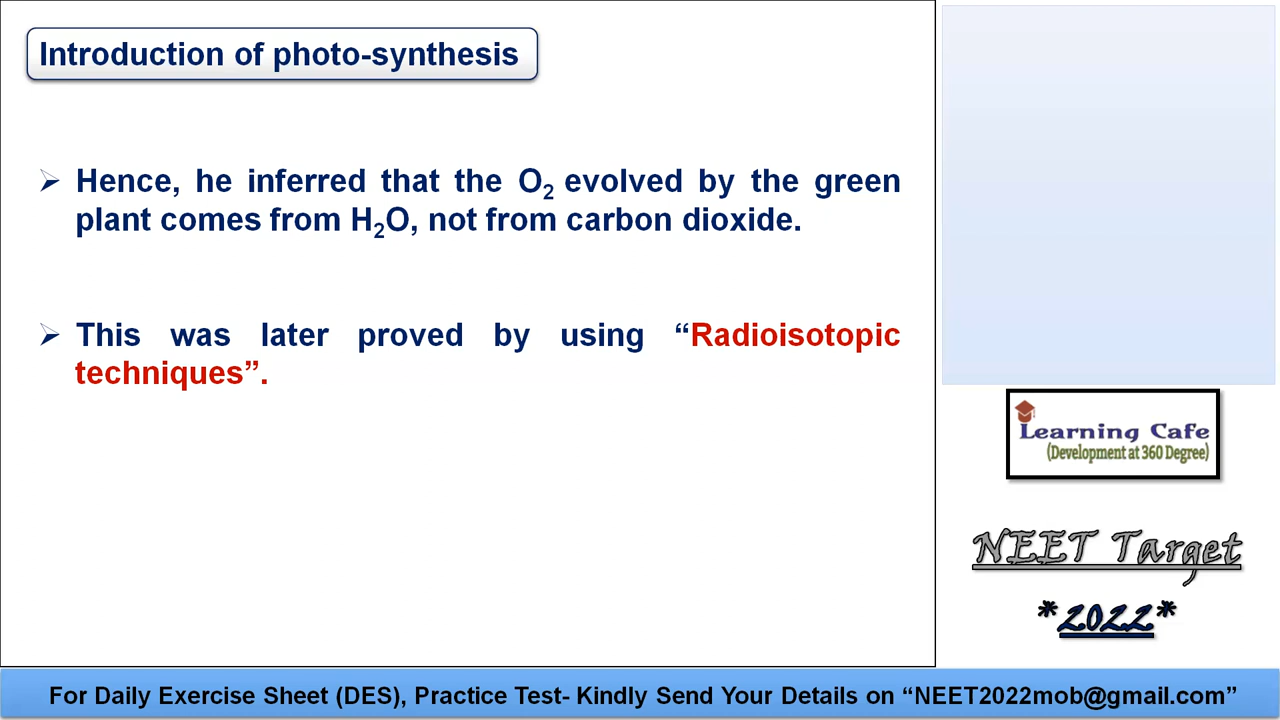 Introduction of photo-synthesis
➢ Hence, he inferred that the O₂ evolved by the green
plant comes from H₂O, not from carbon dioxide.
➢ This was later proved by using “Radioisotopic
techniques”.
Learning Cafe
(Development at 360 Degree)
NEET Target
*2022*
For Daily Exercise Sheet (DES), Practice Test- Kindly Send Your Details on “NEET2022mob@gmail.com”